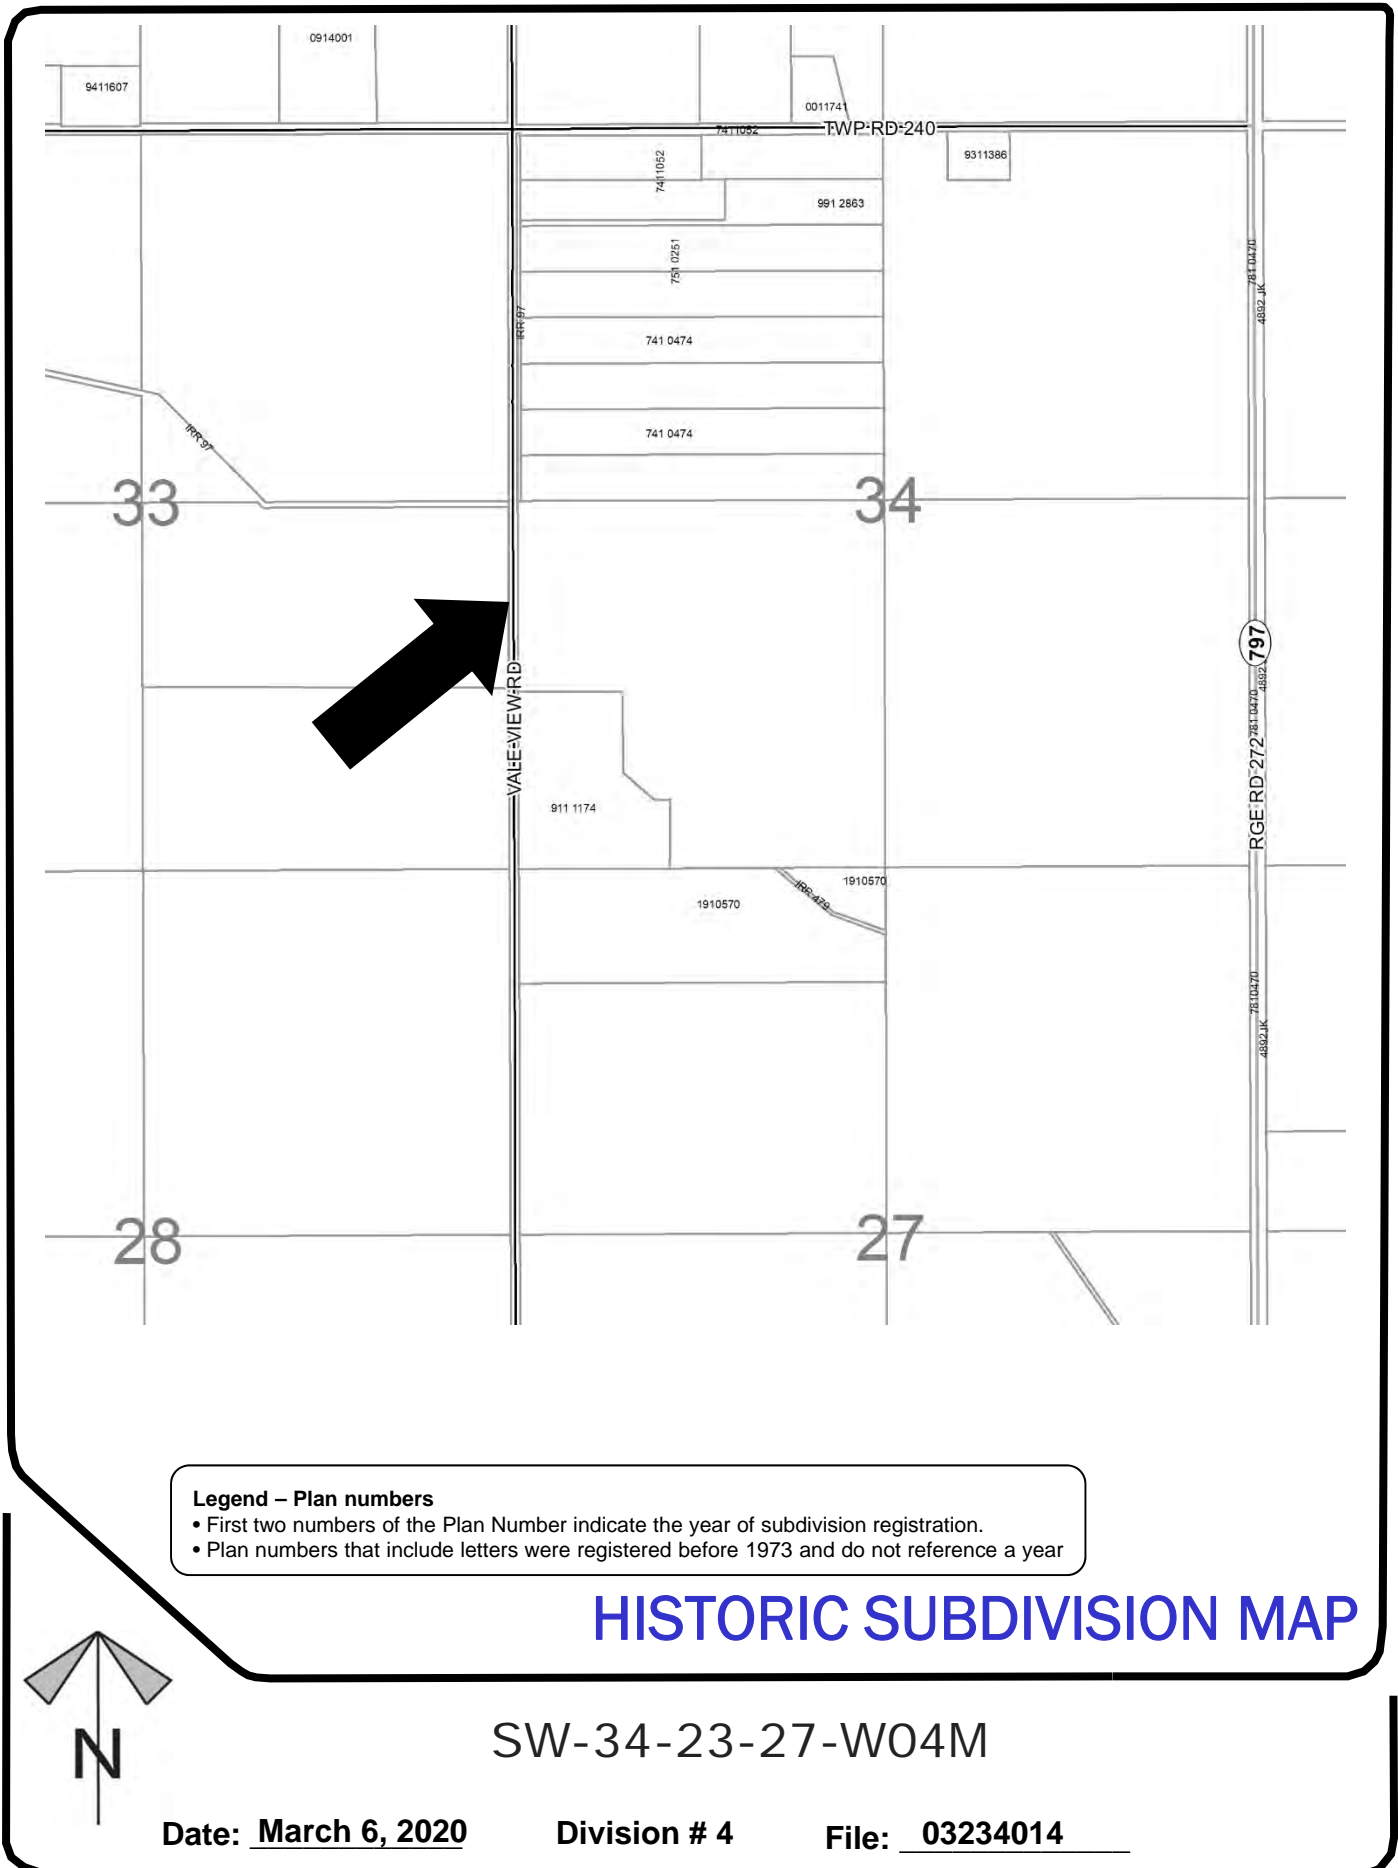 0914001
9411607
0011741
7411052
TWP RD 240
9311386
7411052
991 2863
751 0251
781 0470
4892 JK
IRR 97
741 0474
IRR 97
741 0474
33
34
797
4892
781 0470
VALE VIEW RD
RGE RD 272
911 1174
1910570
IRR 479
1910570
7810470
4892JK
28
27
Legend – Plan numbers
• First two numbers of the Plan Number indicate the year of subdivision registration.
• Plan numbers that include letters were registered before 1973 and do not reference a year
HISTORIC SUBDIVISION MAP
N
SW-34-23-27-W04M
Date: March 6, 2020 Division # 4 File: 03234014